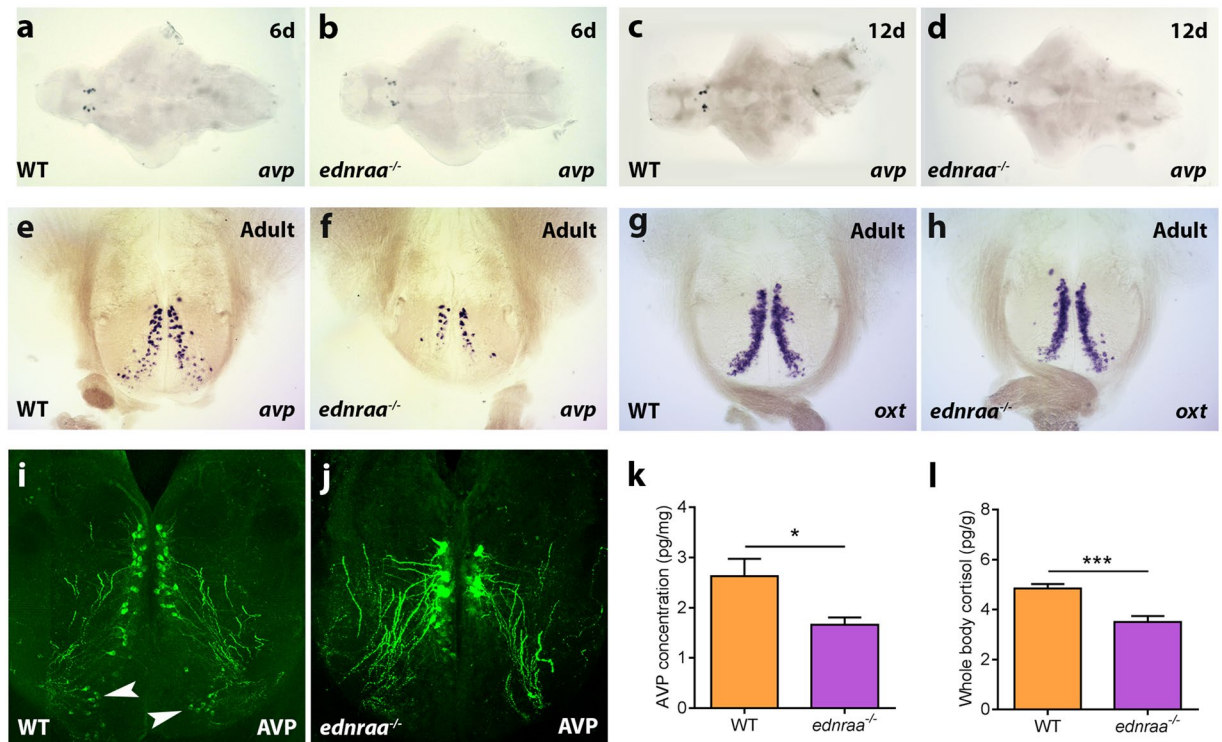 a 6d WT avp
b ednraa-/- avp
c 12d WT avp
d 12d ednraa-/- avp
e Adult WT avp
f Adult ednraa-/- avp
g Adult WT oxt
h Adult ednraa-/- oxt
i WT AVP
j ednraa-/- AVP
k
AVP concentration (pg/mg)
4
3
2
1
0
*
WT ednraa-/-
l
Whole body cortisol (pg/g)
8
6
4
2
0
***
WT ednraa-/-